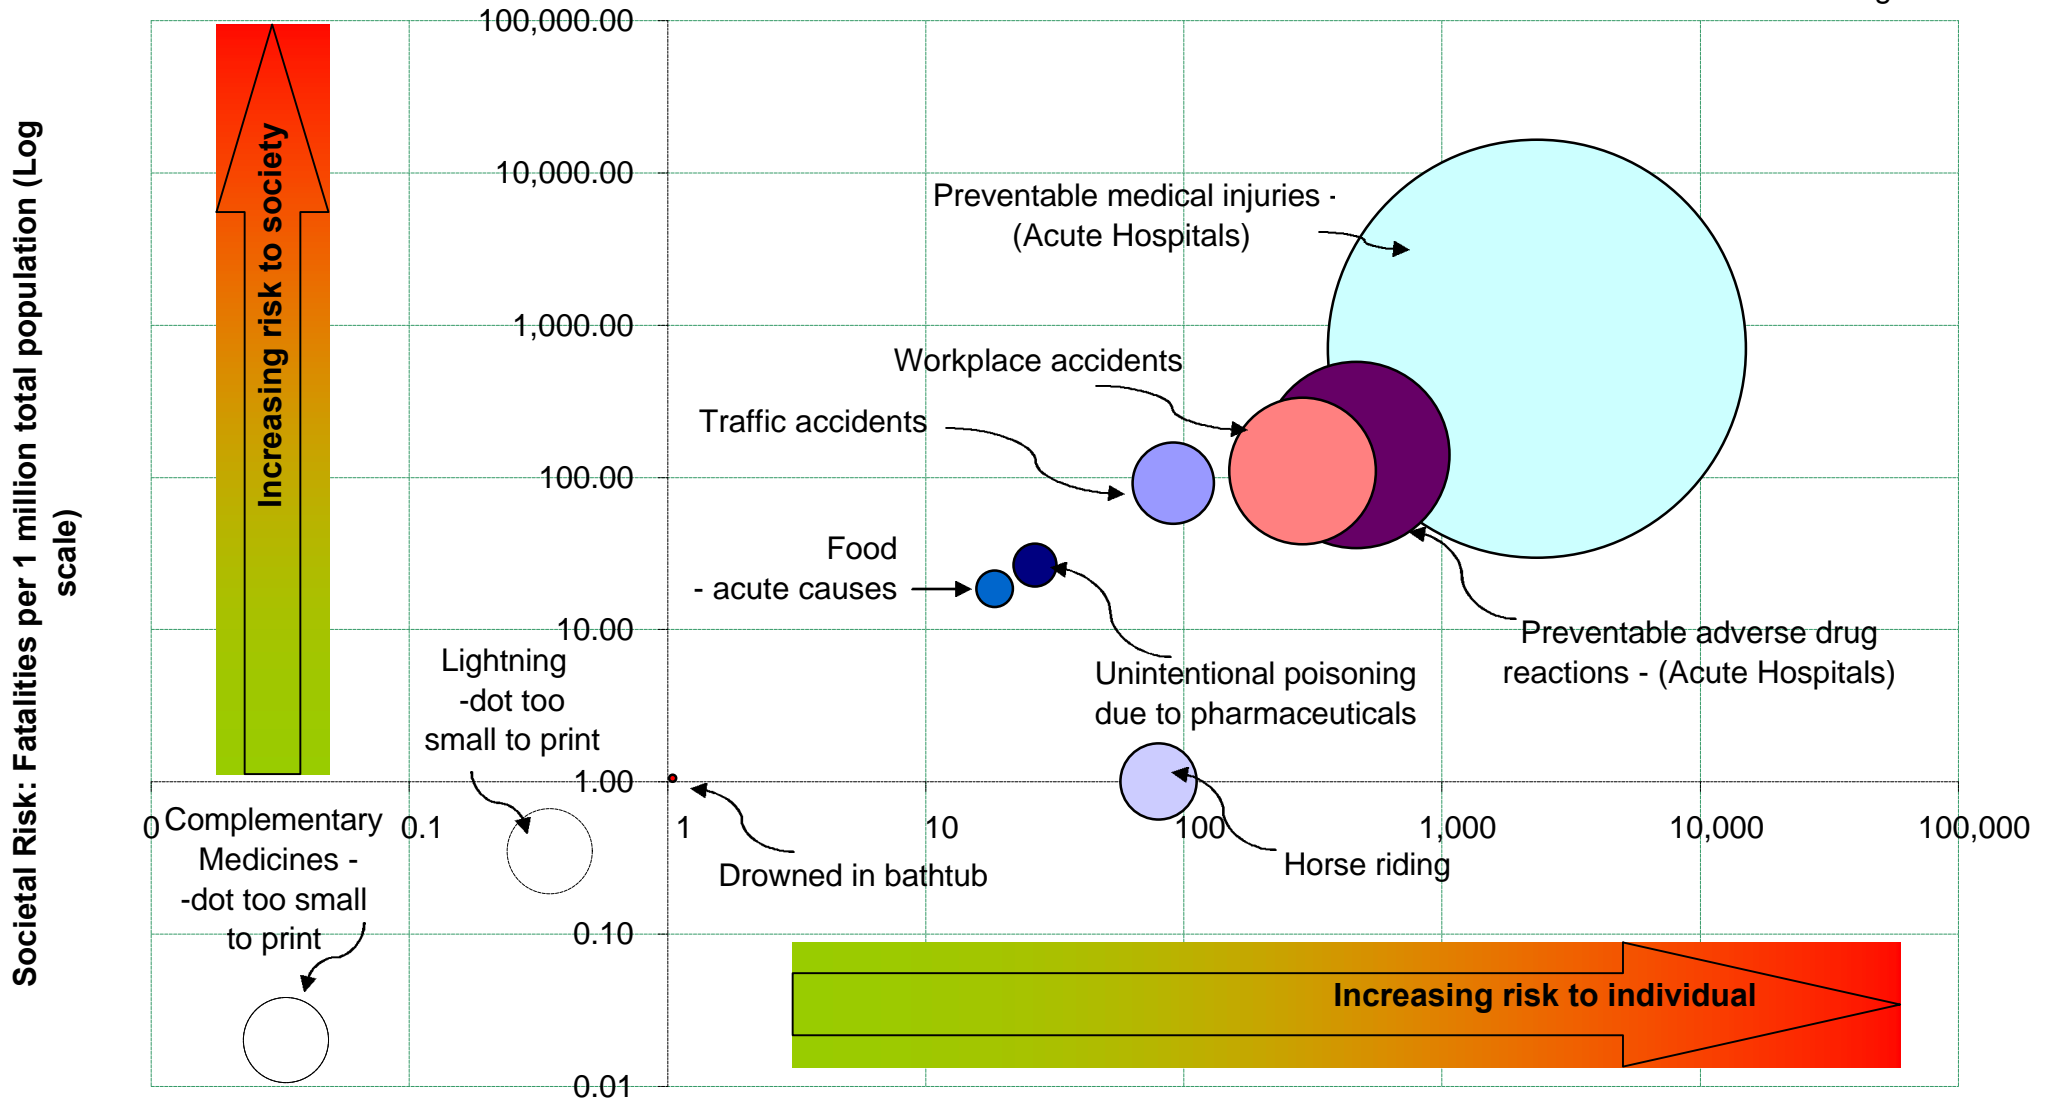 100,000.00
10,000.00
1,000.00
100.00
10.00
1.00
0.10
0.01
Societal Risk: Fatalities per 1 million total population (Log
scale)
Increasing risk to society
Preventable medical injuries -
(Acute Hospitals)
Workplace accidents
Traffic accidents
Food
- acute causes
Preventable adverse drug
reactions - (Acute Hospitals)
Unintentional poisoning
due to pharmaceuticals
Lightning
-dot too
small to print
0
0.1
1
10
100
1,000
10,000
100,000
Complementary
Medicines -
-dot too small
to print
Drowned in bathtub
Horse riding
Increasing risk to individual